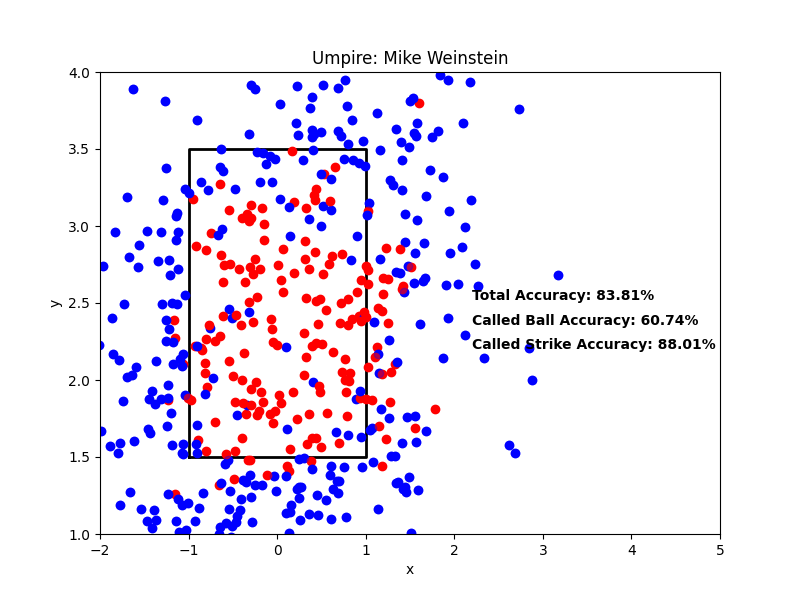 Umpire: Mike Weinstein
4.0
3.5
3.0
2.5
2.0
1.5
1.0
y
Total Accuracy: 83.81%
Called Ball Accuracy: 60.74%
Called Strike Accuracy: 88.01%
−2 −1 0 1 2 3 4 5
x